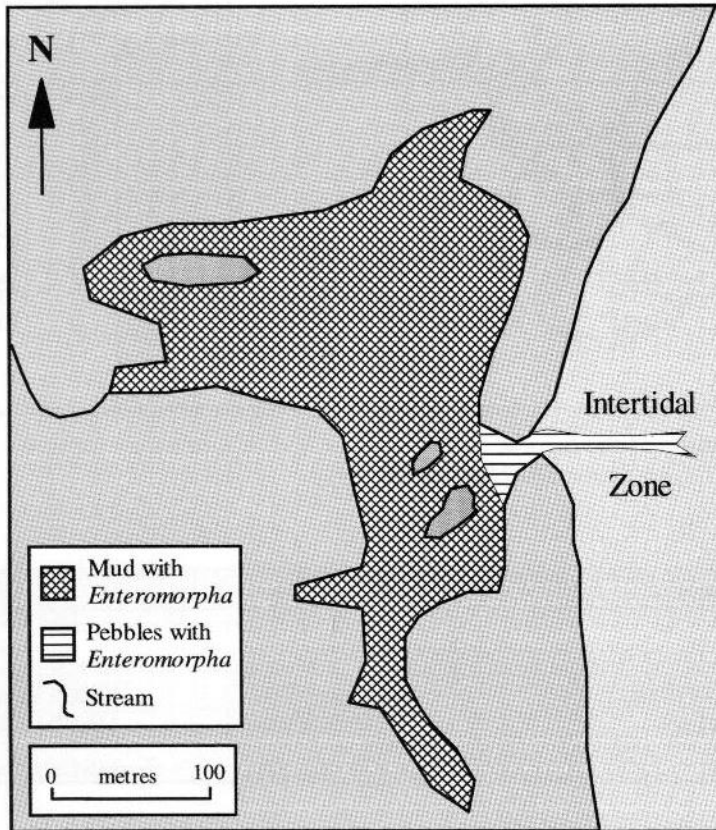 N
Intertidal
Zone
Mud with
Enteromorpha
Pebbles with
Enteromorpha
Stream
0 metres 100